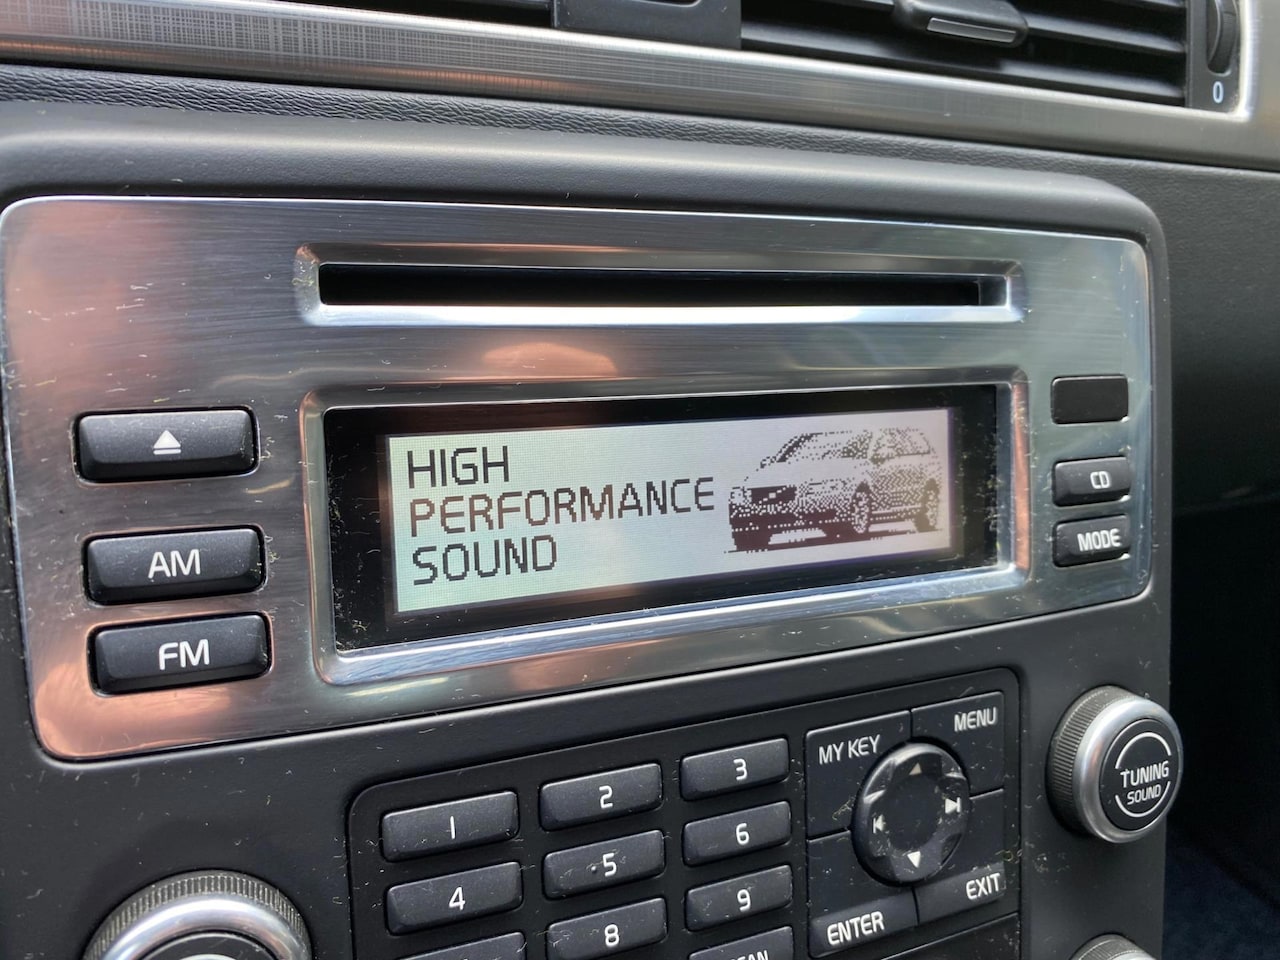 0
HIGH
PERFORMANCE
SOUND
AM
FM
CD
MODE
1
2
3
4
5
6
8
9
MY KEY
MENU
ENTER
EXIT
TUNING
SOUND